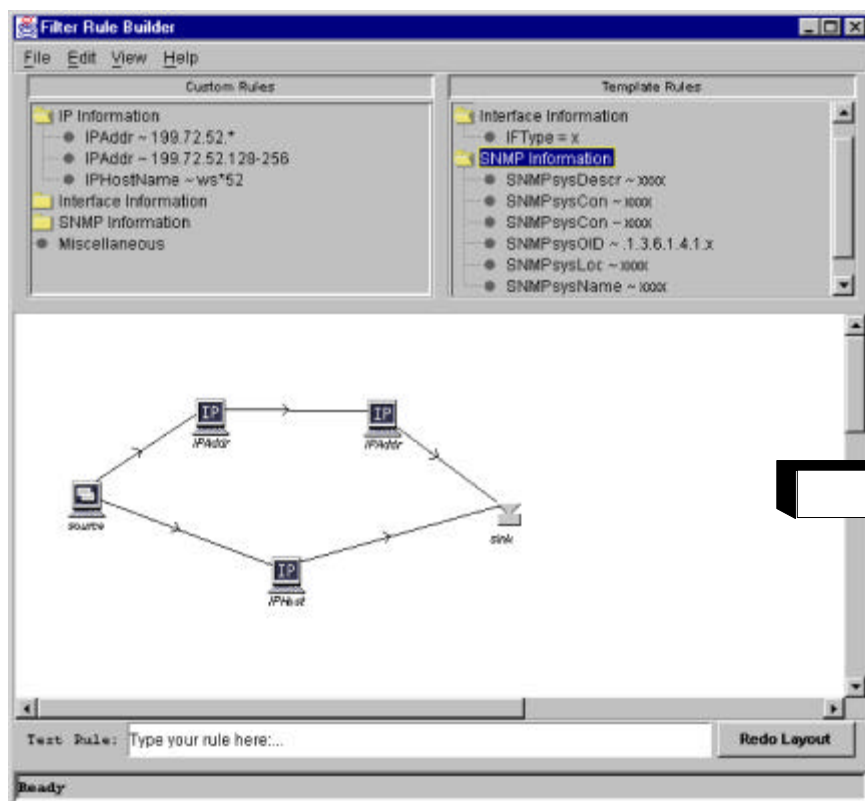 Filter Rule Builder
File Edit View Help
Custom Rules
IP Information
IPAddr ~ 199.72.52.*
IPAddr ~ 199.72.52.129-256
IPHostName ~ ws*52
Interface Information
SNMP Information
Miscellaneous
Template Rules
Interface Information
IFType = x
SNMP Information
SNMPsysDescr ~ xxxx
SNMPsysCon ~ xxxx
SNMPsysCon ~ xxxx
SNMPsysOID ~ .1.3.6.1.4.1.x
SNMPsysLoc ~ xxxx
SNMPsysName ~ xxxx
IP
IPAddr
IP
IPAddr
source
sink
IP
IPHost
Text Rule: Type your rule here:...
Redo Layout
Ready